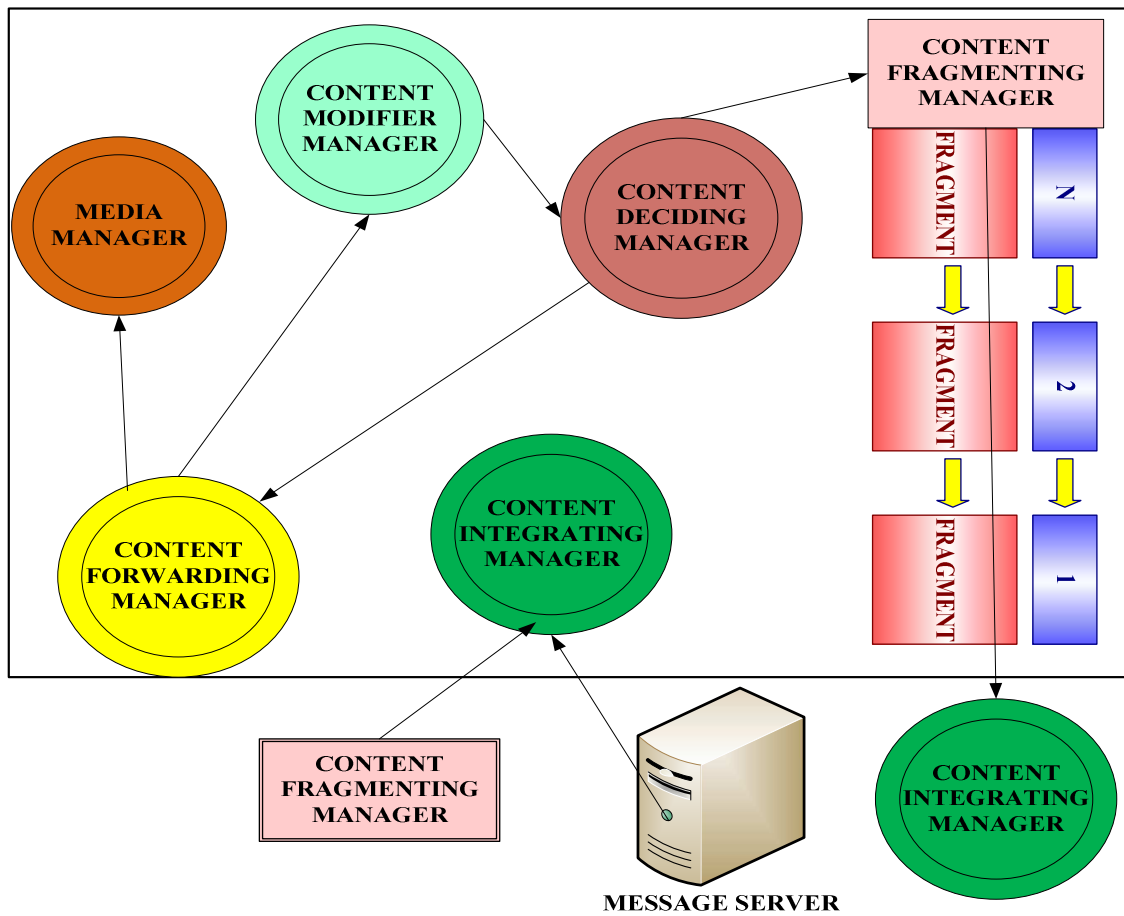 CONTENT
MODIFIER
MANAGER
CONTENT
FRAGMENTING
MANAGER
MEDIA
MANAGER
CONTENT
DECIDING
MANAGER
FRAGMENT
N
FRAGMENT
2
FRAGMENT
1
CONTENT
FORWARDING
MANAGER
CONTENT
INTEGRATING
MANAGER
CONTENT
FRAGMENTING
MANAGER
MESSAGE SERVER
CONTENT
INTEGRATING
MANAGER